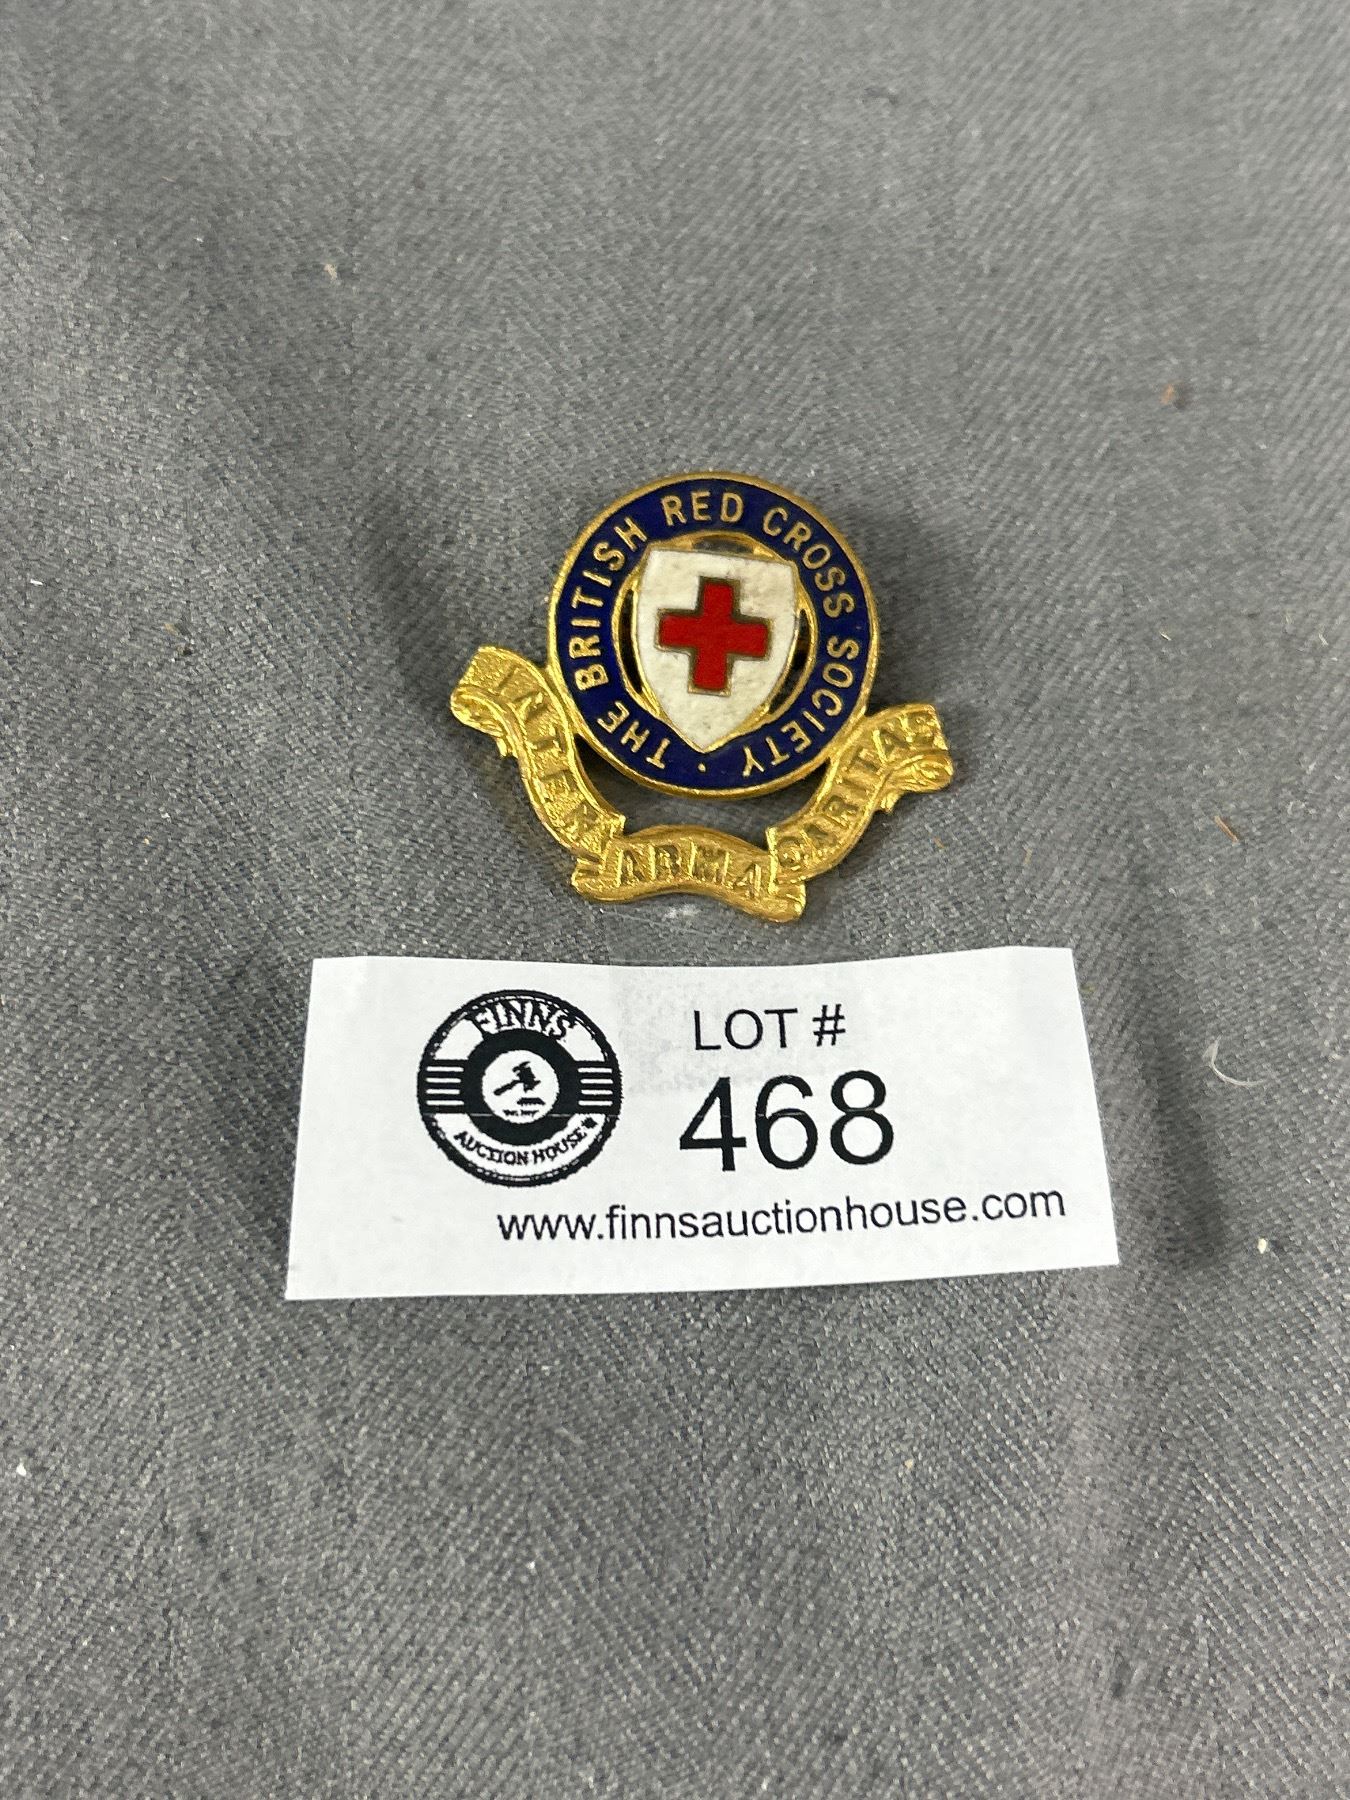 THE BRITISH RED CROSS SOCIETY ·
INTER ARMA CARITAS
FINNS
AUCTION HOUSE
LOT #
468
www.finnsauctionhouse.com